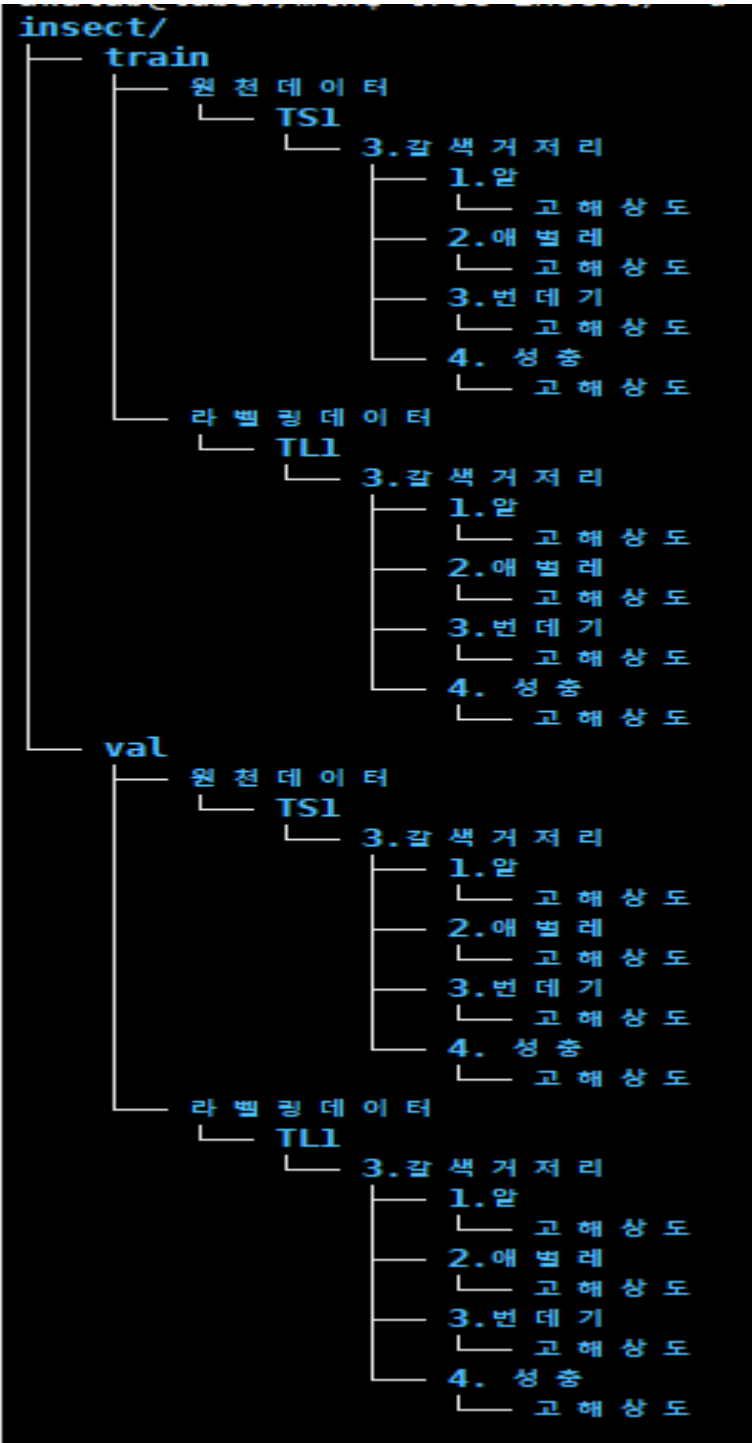 insect/
├── train
├── 원천데이터
└── TS1
└── 3.갈색거저리
├── 1.알
└── 고해상도
├── 2.애벌레
└── 고해상도
├── 3.번데기
└── 고해상도
└── 4. 성충
└── 고해상도
└── 라벨링데이터
└── TL1
└── 3.갈색거저리
├── 1.알
└── 고해상도
├── 2.애벌레
└── 고해상도
├── 3.번데기
└── 고해상도
└── 4. 성충
└── 고해상도
└── val
├── 원천데이터
└── TS1
└── 3.갈색거저리
├── 1.알
└── 고해상도
├── 2.애벌레
└── 고해상도
├── 3.번데기
└── 고해상도
└── 4. 성충
└── 고해상도
└── 라벨링데이터
└── TL1
└── 3.갈색거저리
├── 1.알
└── 고해상도
├── 2.애벌레
└── 고해상도
├── 3.번데기
└── 고해상도
└── 4. 성충
└── 고해상도